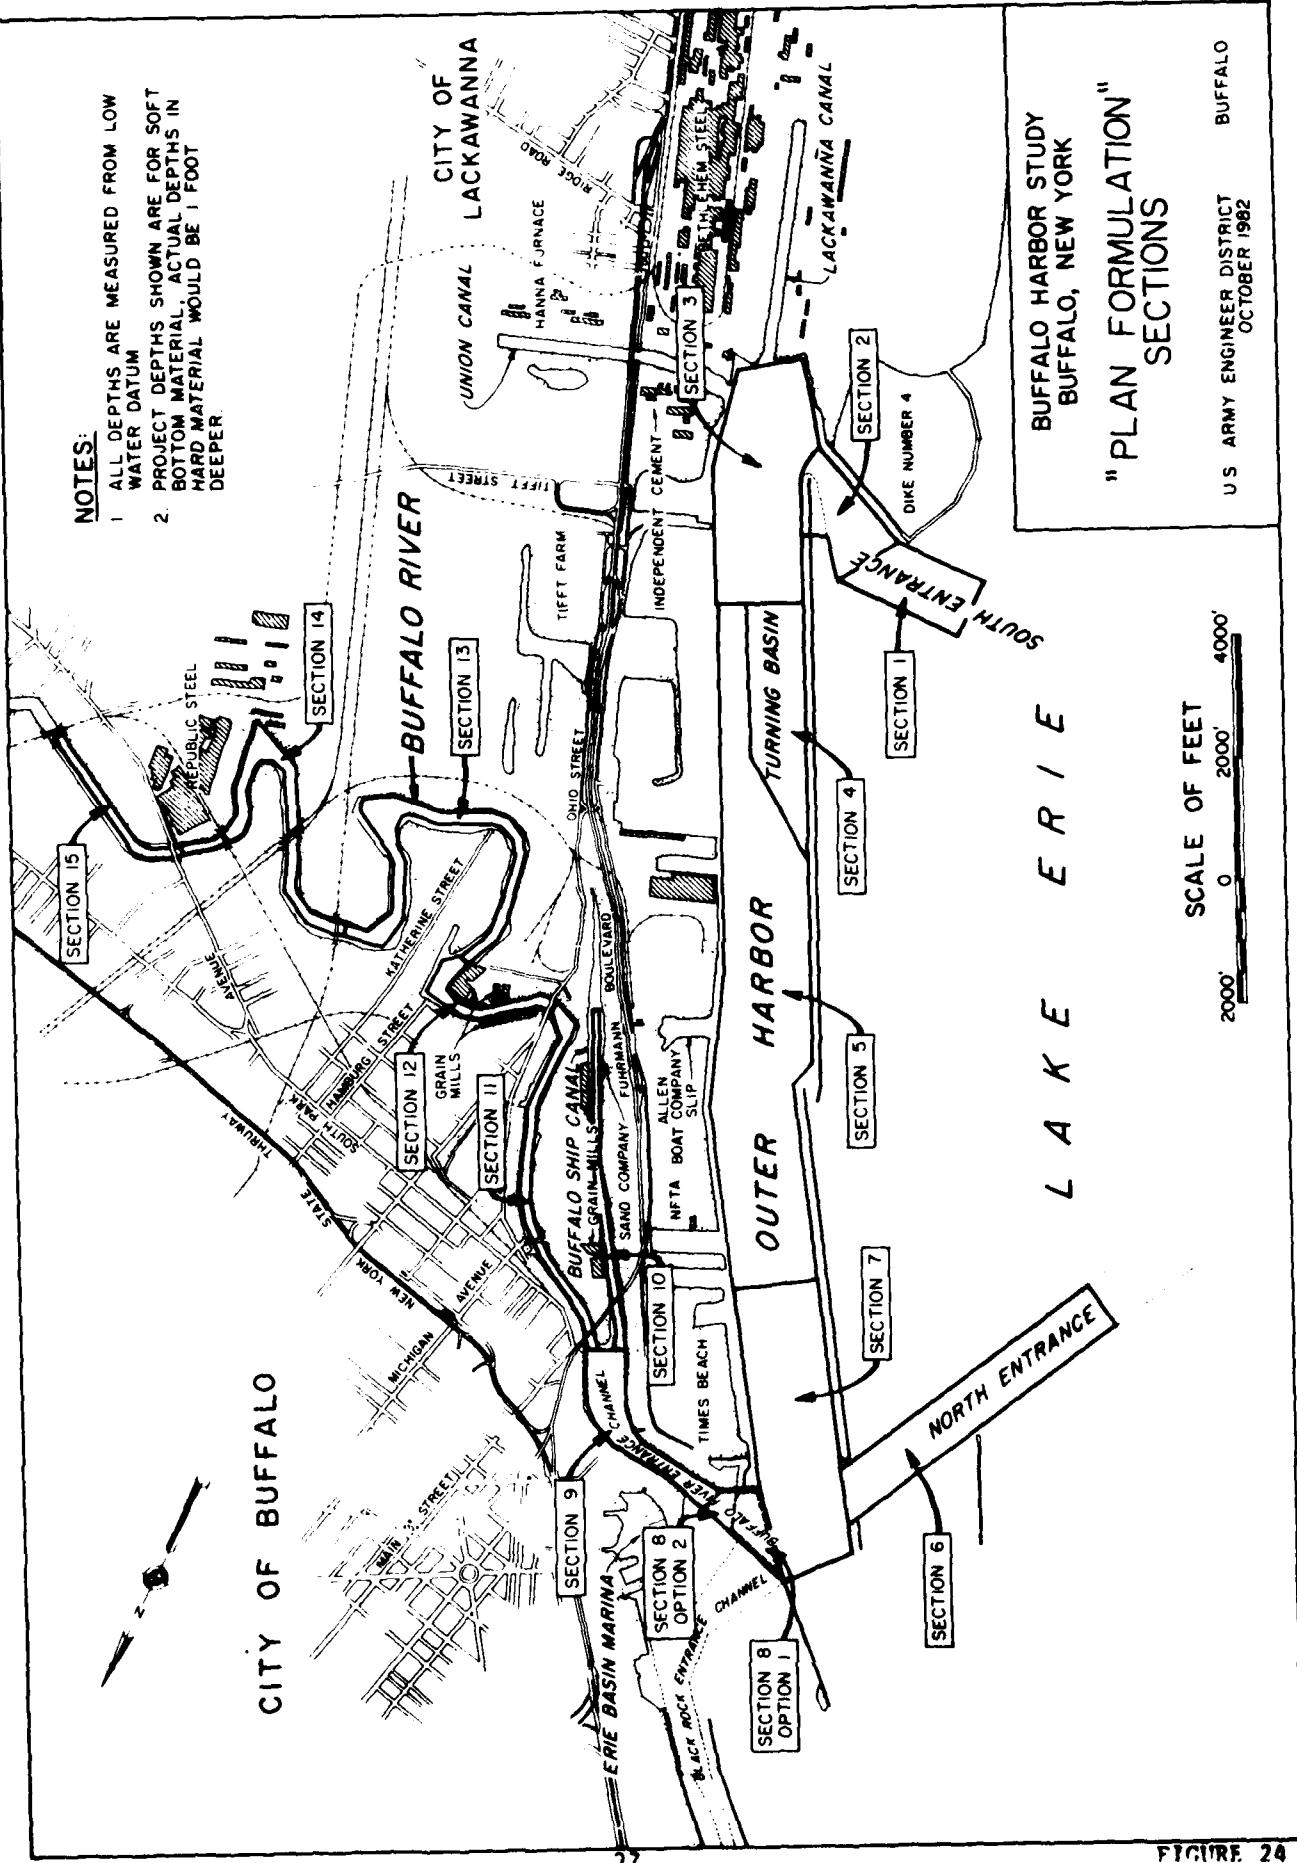 NOTES:
1 ALL DEPTHS ARE MEASURED FROM LOW
WATER DATUM
2. PROJECT DEPTHS SHOWN ARE FOR SOFT
BOTTOM MATERIAL, ACTUAL DEPTHS IN
HARD MATERIAL WOULD BE 1 FOOT
DEEPER.
CITY OF BUFFALO
CITY OF
LACKAWANNA
N
SECTION 15
REPUBLIC STEEL
SECTION 14
BUFFALO RIVER
SECTION 13
UNION CANAL
HANNA FURNACE
RIDGE ROAD
TIFFT STREET
TIFFT FARM
INDEPENDENT CEMENT
BETHLEHEM STEEL
LACKAWANNA CANAL
SECTION 3
SECTION 2
DIKE NUMBER 4
SOUTH ENTRANCE
SECTION 1
TURNING BASIN
SECTION 4
OHIO STREET
KATHERINE STREET
AVENUE
SOUTH PARK
HAMBURG STREET
SECTION 12
GRAIN
MILLS
SECTION 11
BUFFALO SHIP CANAL
GRAIN MILLS
SAND COMPANY
FUHRMANN BOULEVARD
ALLEN
BOAT COMPANY
SLIP
NFTA
OUTER HARBOR
SECTION 5
NEW YORK STATE THRUWAY
MICHIGAN AVENUE
MAIN STREET
SECTION 10
TIMES BEACH
SECTION 7
NORTH ENTRANCE
SECTION 6
SECTION 9
BUFFALO RIVER ENTRANCE CHANNEL
SECTION 8
OPTION 2
SECTION 8
OPTION 1
ERIE BASIN MARINA
BLACK ROCK ENTRANCE CHANNEL
LAKE ERIE
SCALE OF FEET
2000' 0 2000' 4000'
BUFFALO HARBOR STUDY
BUFFALO, NEW YORK
"PLAN FORMULATION"
SECTIONS
US ARMY ENGINEER DISTRICT BUFFALO
OCTOBER 1982
27
FIGURE 24